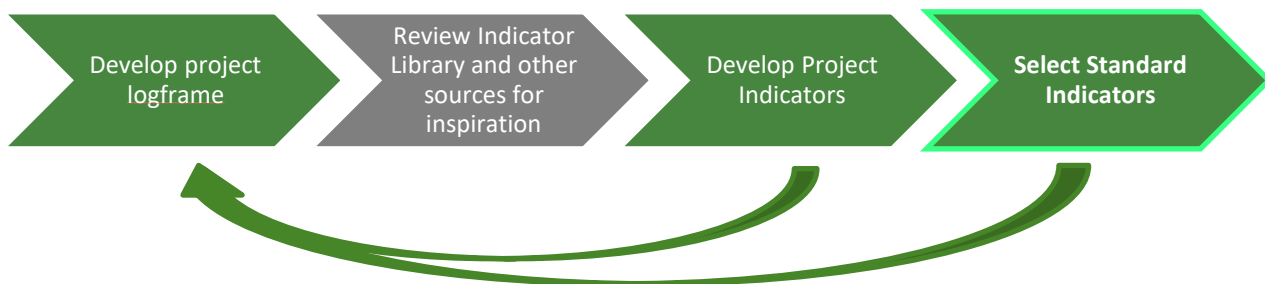 Develop project
logframe
Review Indicator
Library and other
sources for
inspiration
Develop Project
Indicators
Select Standard
Indicators